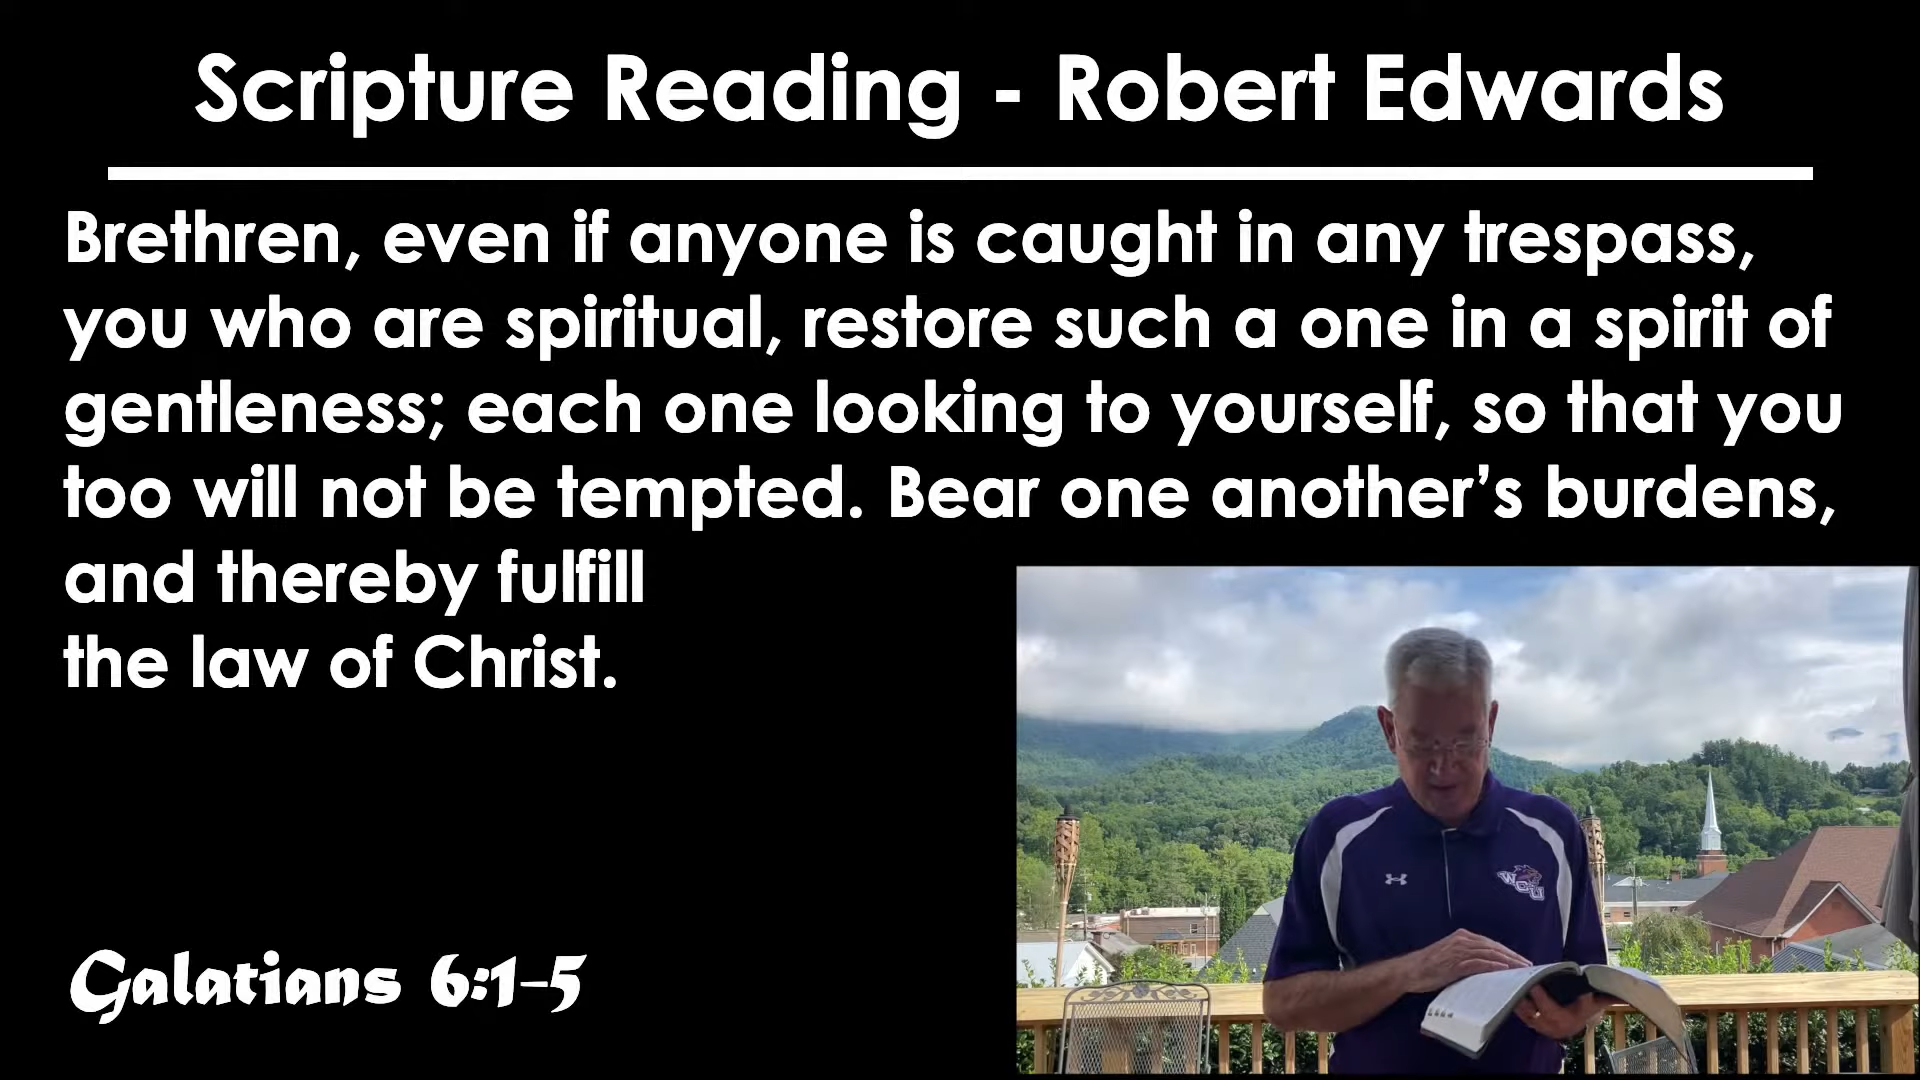 Scripture Reading - Robert Edwards
Brethren, even if anyone is caught in any trespass,
you who are spiritual, restore such a one in a spirit of
gentleness; each one looking to yourself, so that you
too will not be tempted. Bear one another’s burdens,
and thereby fulfill
the law of Christ.
WCU
Galatians 6:1–5